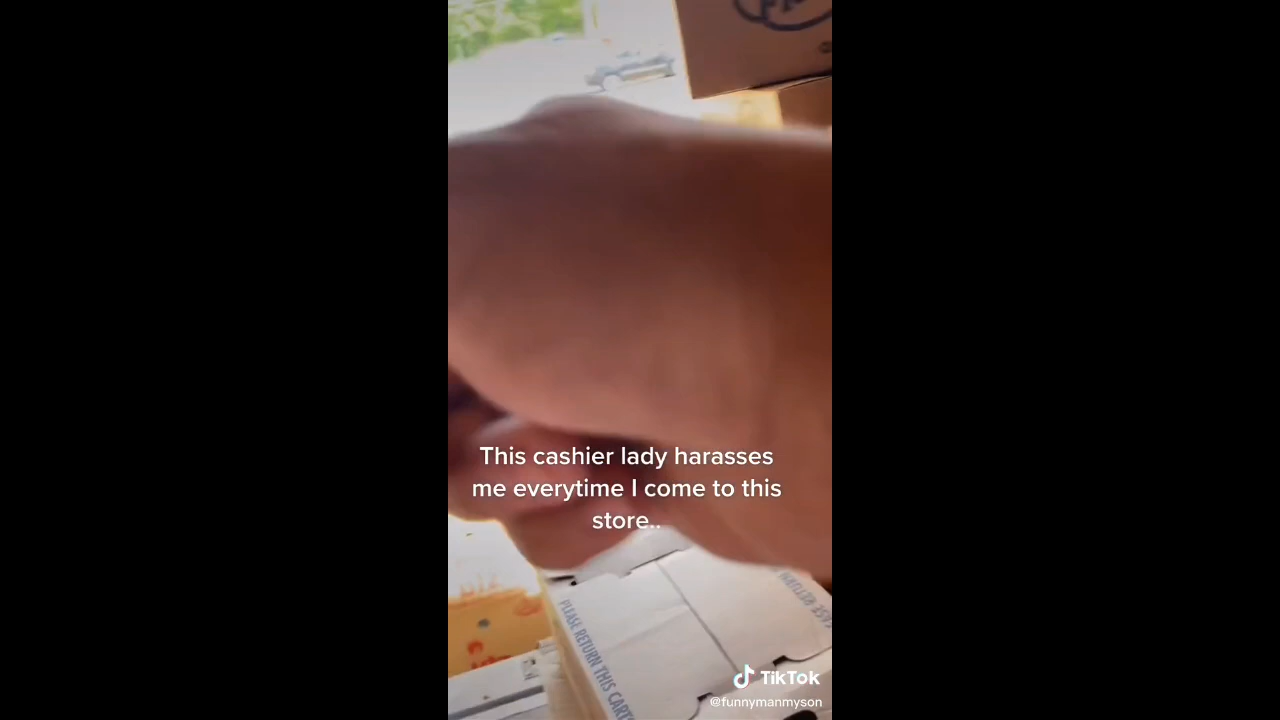 This cashier lady harasses
me everytime I come to this
store..
PLEASE RETURN THIS CART
TikTok
@funnymanmyson